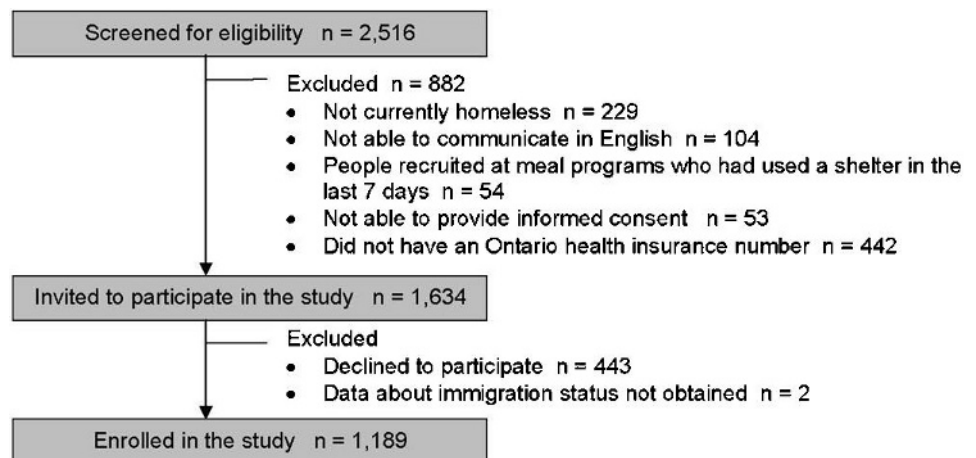 Screened for eligibility n = 2,516
Excluded n = 882
• Not currently homeless n = 229
• Not able to communicate in English n = 104
• People recruited at meal programs who had used a shelter in the
last 7 days n = 54
• Not able to provide informed consent n = 53
• Did not have an Ontario health insurance number n = 442
Invited to participate in the study n = 1,634
Excluded
• Declined to participate n = 443
• Data about immigration status not obtained n = 2
Enrolled in the study n = 1,189